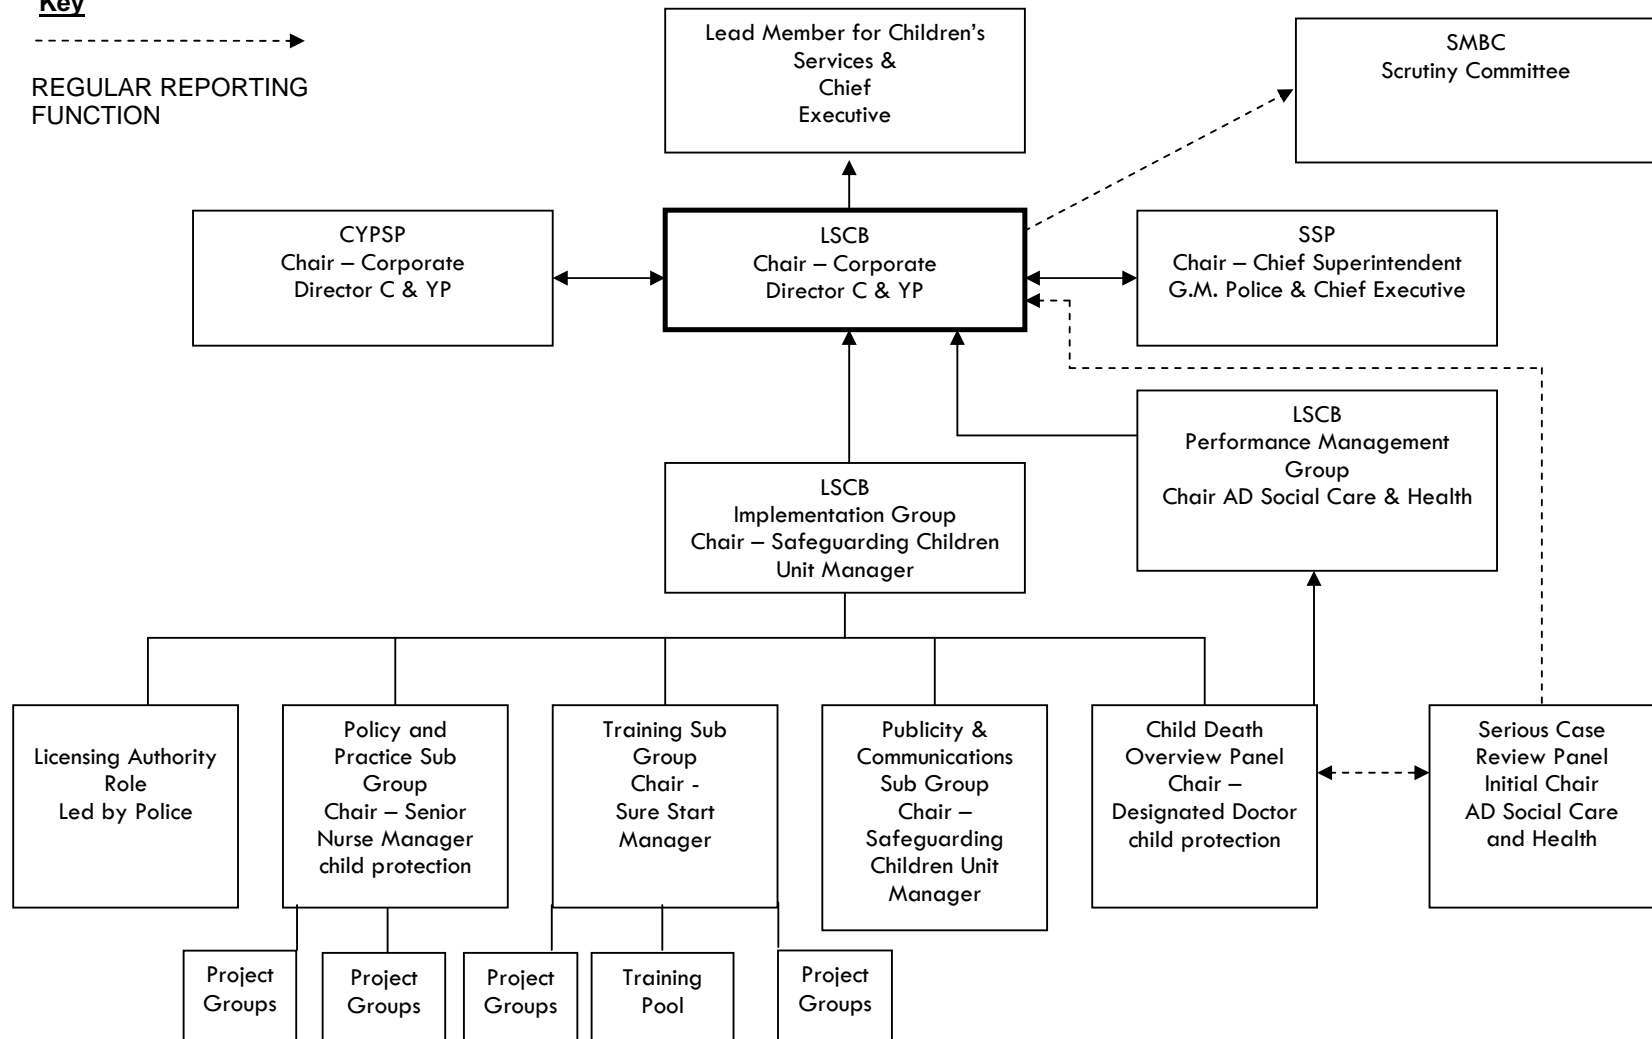 Key
REGULAR REPORTING
FUNCTION
Lead Member for Children’s
Services &
Chief
Executive
SMBC
Scrutiny Committee
CYPSP
Chair – Corporate
Director C & YP
LSCB
Chair – Corporate
Director C & YP
SSP
Chair – Chief Superintendent
G.M. Police & Chief Executive
LSCB
Performance Management
Group
Chair AD Social Care & Health
LSCB
Implementation Group
Chair – Safeguarding Children
Unit Manager
Licensing Authority
Role
Led by Police
Policy and
Practice Sub
Group
Chair – Senior
Nurse Manager
child protection
Training Sub
Group
Chair -
Sure Start
Manager
Publicity &
Communications
Sub Group
Chair –
Safeguarding
Children Unit
Manager
Child Death
Overview Panel
Chair –
Designated Doctor
child protection
Serious Case
Review Panel
Initial Chair
AD Social Care
and Health
Project
Groups
Project
Groups
Project
Groups
Training
Pool
Project
Groups